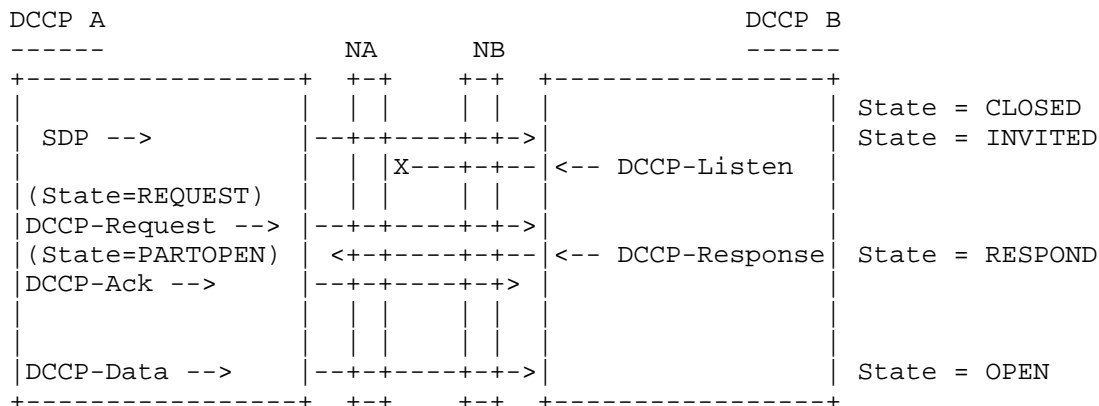 DCCP A                                       DCCP B
------               NA      NB              ------
+-----------------+  +-+    +-+  +-----------------+
|                 |  | |    | |  |                 | State = CLOSED
| SDP -->         |--+-+----+-+->|                 | State = INVITED
|                 |  | |X---+-+--|<-- DCCP-Listen  |
|(State=REQUEST)  |  | |    | |  |                 |
|DCCP-Request --> |--+-+----+-+->|                 |
|(State=PARTOPEN) | <+-+----+-+--|<-- DCCP-Response| State = RESPOND
|DCCP-Ack -->     |--+-+----+-+> |                 |
|                 |  | |    | |  |                 |
|                 |  | |    | |  |                 |
|DCCP-Data -->    |--+-+----+-+->|                 | State = OPEN
+-----------------+  +-+    +-+  +-----------------+